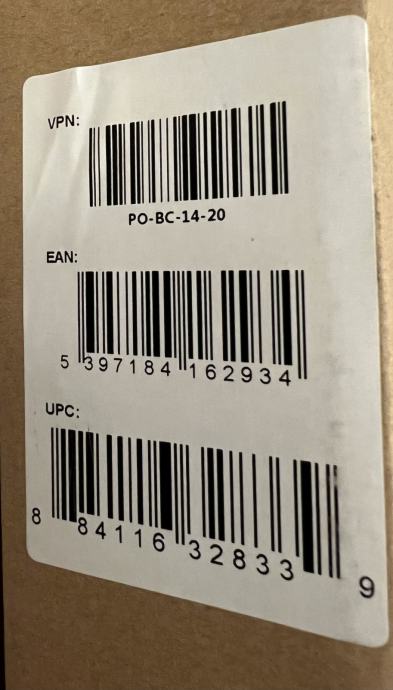 VPN:
PO-BC-14-20
EAN:
5 397184 162934
UPC:
8 84116 32833 9